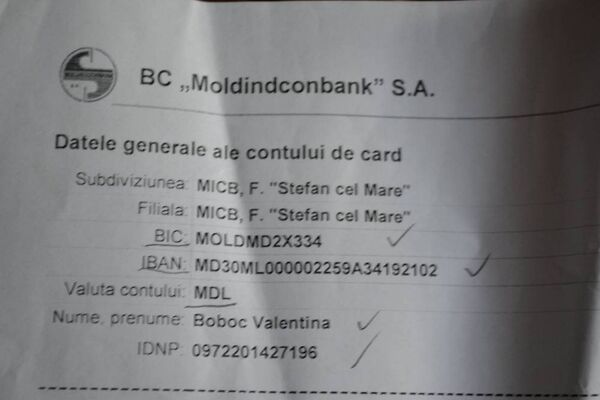 BC „Moldindconbank” S.A.
Datele generale ale contului de card
Subdiviziunea: MICB, F. "Stefan cel Mare"
Filiala: MICB, F. "Stefan cel Mare"
BIC: MOLDMD2X334
IBAN: MD30ML000002259A34192102
Valuta contului: MDL
Nume, prenume: Boboc Valentina
IDNP: 0972201427196